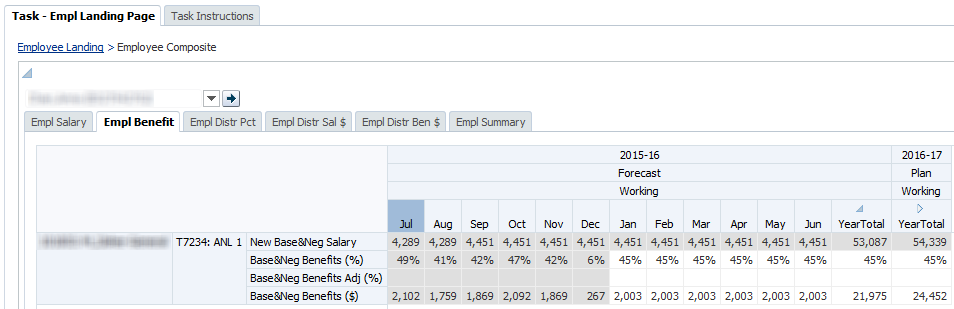 Task - Empl Landing Page Task Instructions
Employee Landing > Employee Composite
Empl Salary Empl Benefit Empl Distr Pct Empl Distr Sal $ Empl Distr Ben $ Empl Summary
2015-16 2016-17
Forecast Plan
Working Working
Jul Aug Sep Oct Nov Dec Jan Feb Mar Apr May Jun YearTotal YearTotal
T7234: ANL 1 New Base&Neg Salary 4,289 4,289 4,451 4,451 4,451 4,451 4,451 4,451 4,451 4,451 4,451 4,451 53,087 54,339
Base&Neg Benefits (%) 49% 41% 42% 47% 42% 6% 45% 45% 45% 45% 45% 45% 45% 45%
Base&Neg Benefits Adj (%)
Base&Neg Benefits ($) 2,102 1,759 1,869 2,092 1,869 267 2,003 2,003 2,003 2,003 2,003 2,003 21,975 24,452